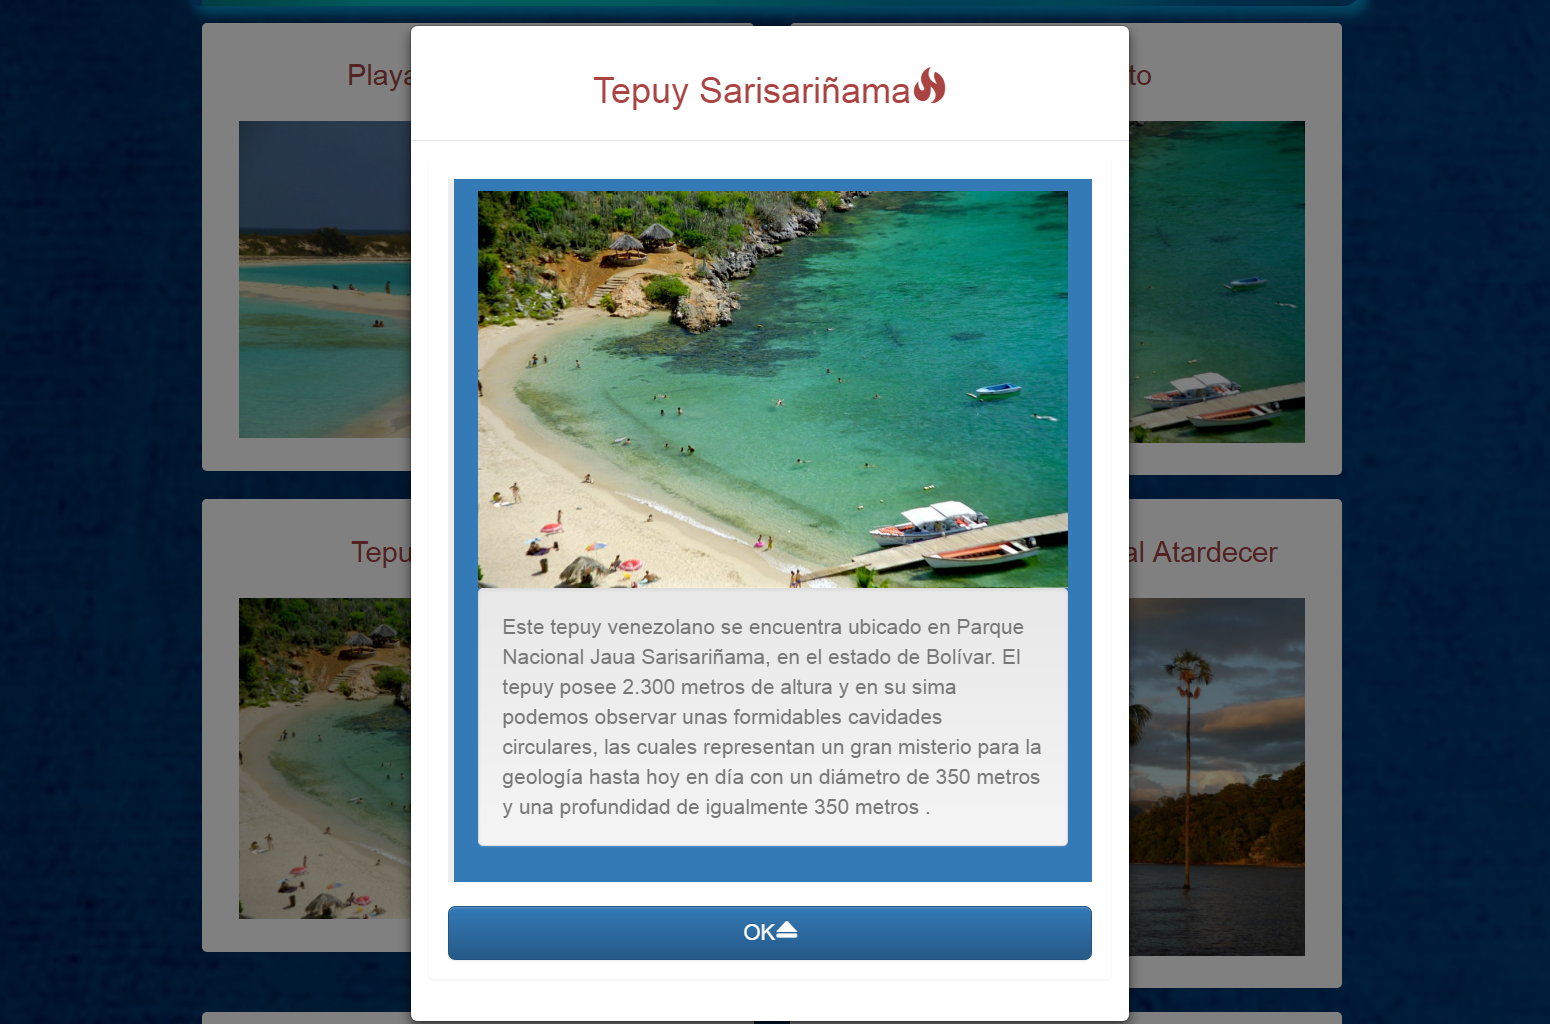 Playa
to
Tepuy Sarisariñama
Este tepuy venezolano se encuentra ubicado en Parque
Nacional Jaua Sarisariñama, en el estado de Bolívar. El
tepuy posee 2.300 metros de altura y en su sima
podemos observar unas formidables cavidades
circulares, las cuales representan un gran misterio para la
geología hasta hoy en día con un diámetro de 350 metros
y una profundidad de igualmente 350 metros .
OK
Tepu
al Atardecer